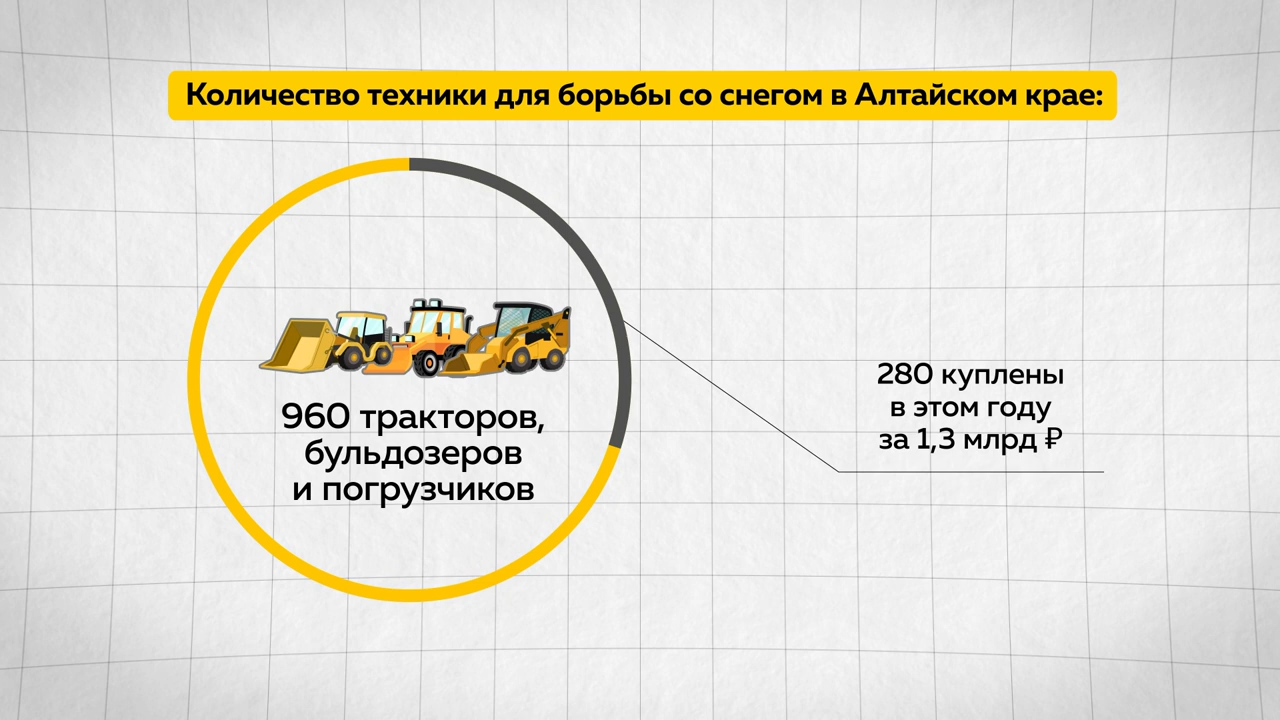 Количество техники для борьбы со снегом в Алтайском крае:
960 тракторов,
бульдозеров
и погрузчиков
280 куплены
в этом году
за 1,3 млрд ₽